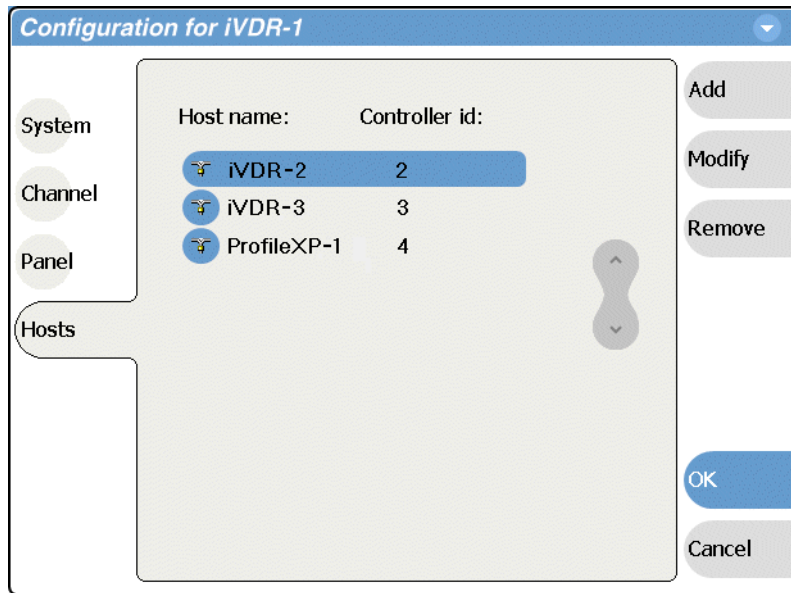 Configuration for iVDR-1
System
Channel
Panel
Hosts
Host name: Controller id:
iVDR-2 2
iVDR-3 3
ProfileXP-1 4
Add
Modify
Remove
OK
Cancel